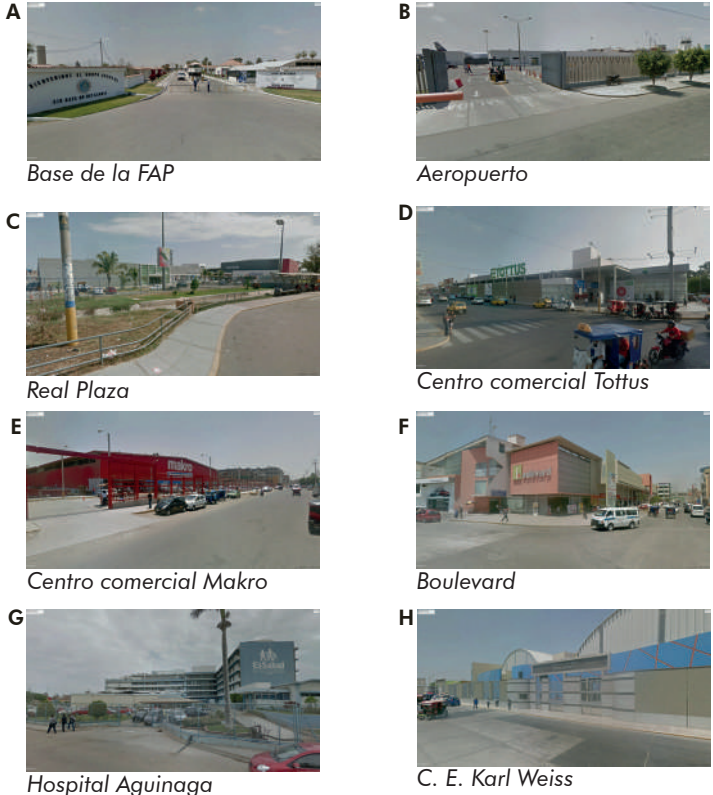 A
B
Base de la FAP
Aeropuerto
C
D
TOTTUS
Real Plaza
Centro comercial Tottus
E
F
makro
Centro comercial Makro
Boulevard
G
H
EsSalud
Hospital Aguinaga
C. E. Karl Weiss